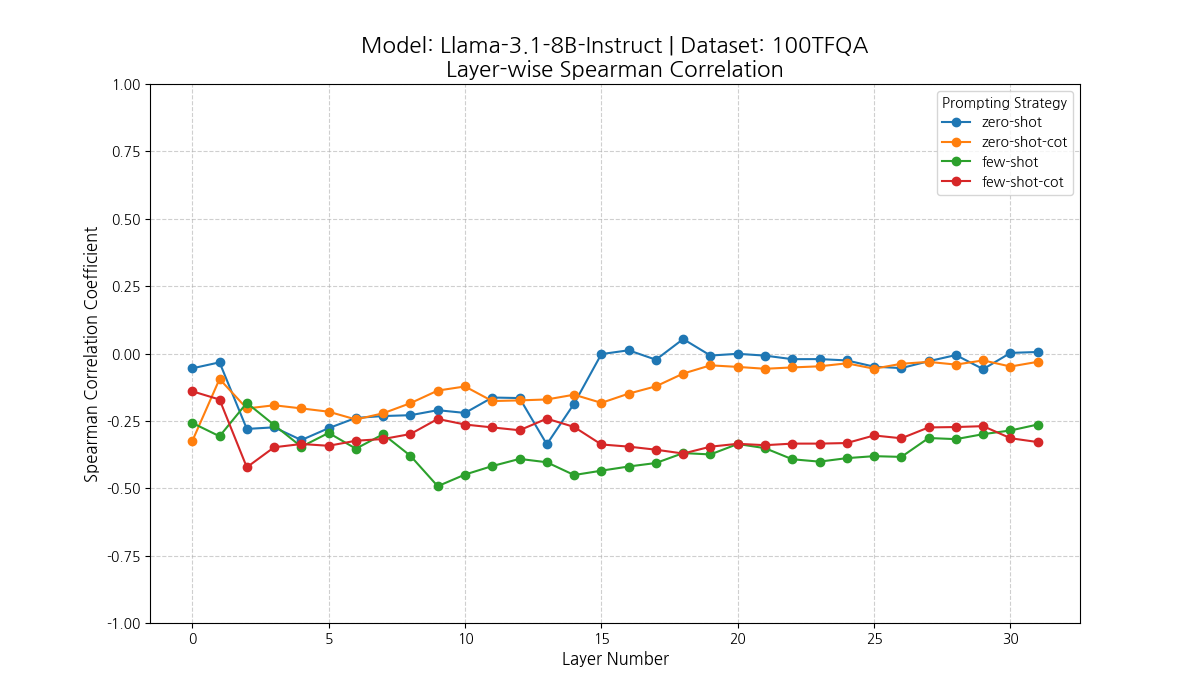 Model: Llama-3.1-8B-Instruct | Dataset: 100TFQA
Layer-wise Spearman Correlation
Prompting Strategy
zero-shot
zero-shot-cot
few-shot
few-shot-cot
Spearman Correlation Coefficient
1.00
0.75
0.50
0.25
0.00
-0.25
-0.50
-0.75
-1.00
0 5 10 15 20 25 30
Layer Number